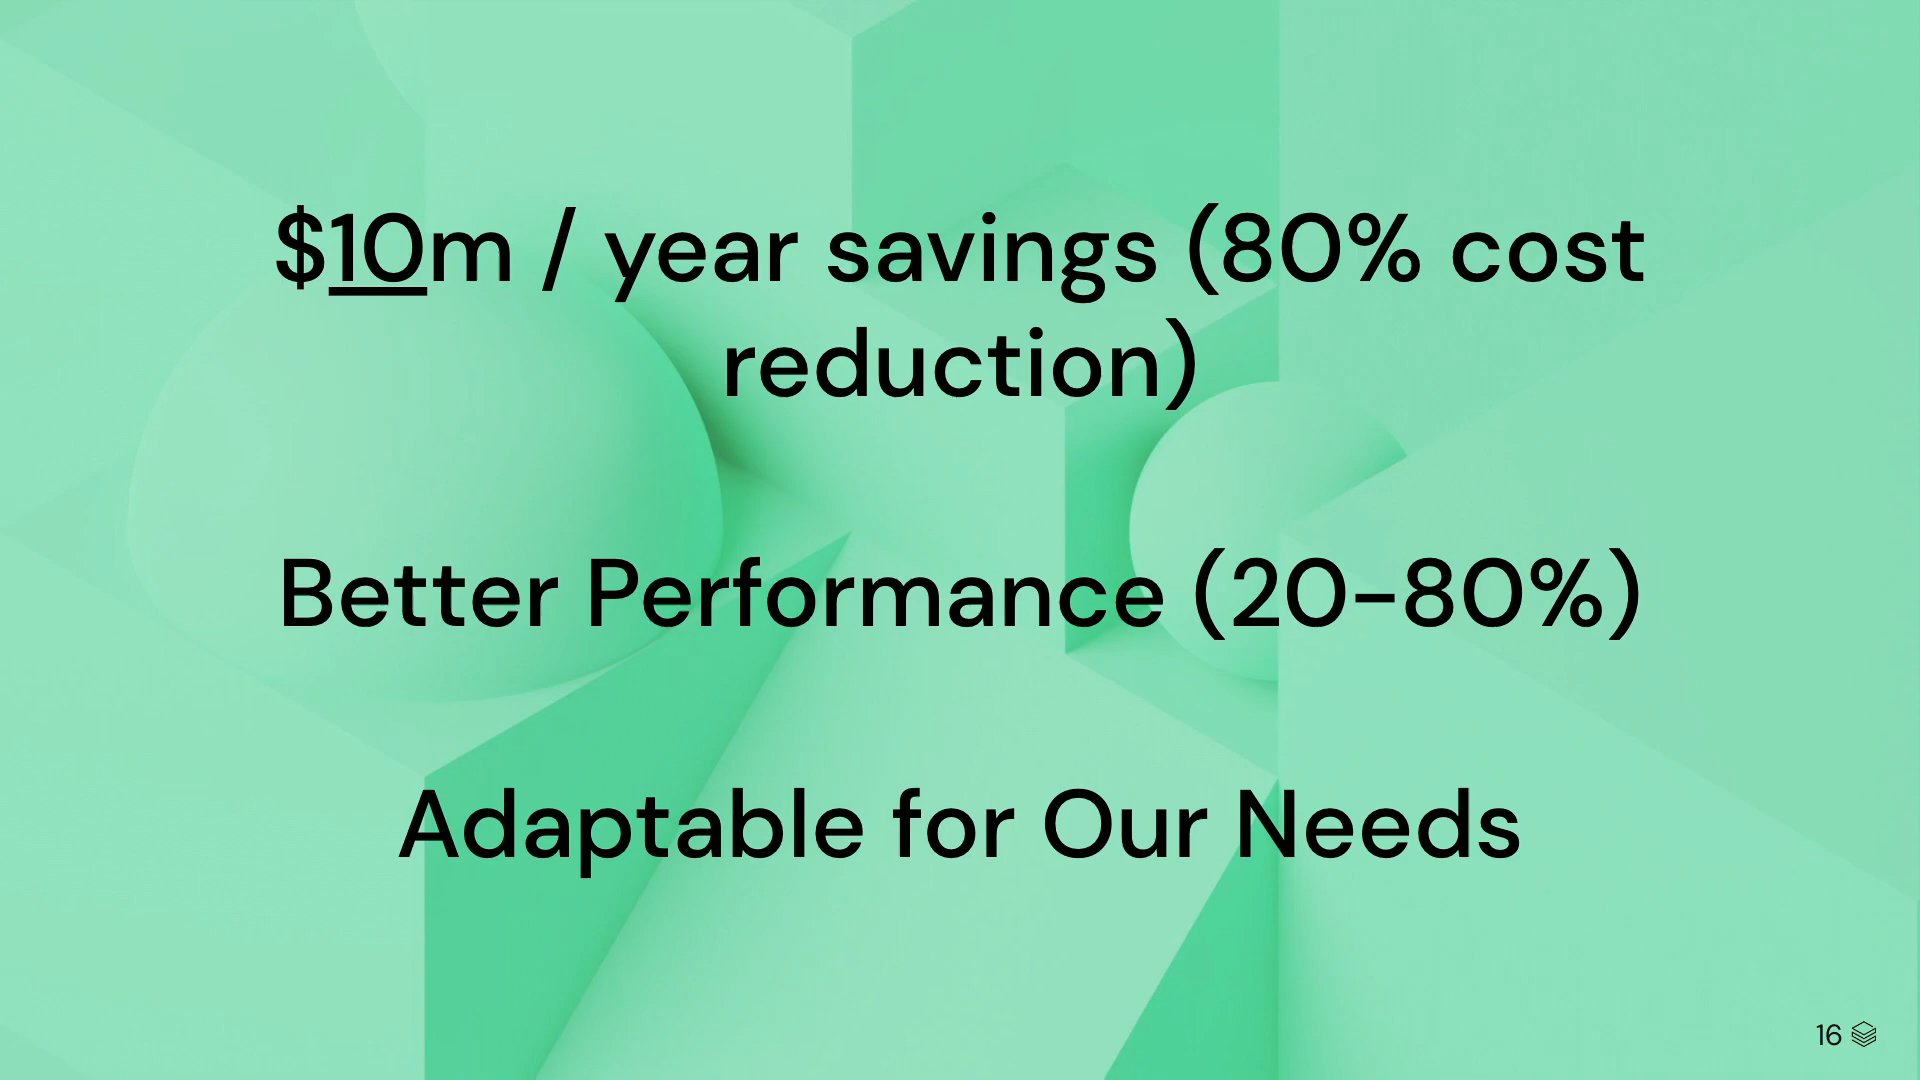 $10m / year savings (80% cost
reduction)
Better Performance (20-80%)
Adaptable for Our Needs
16